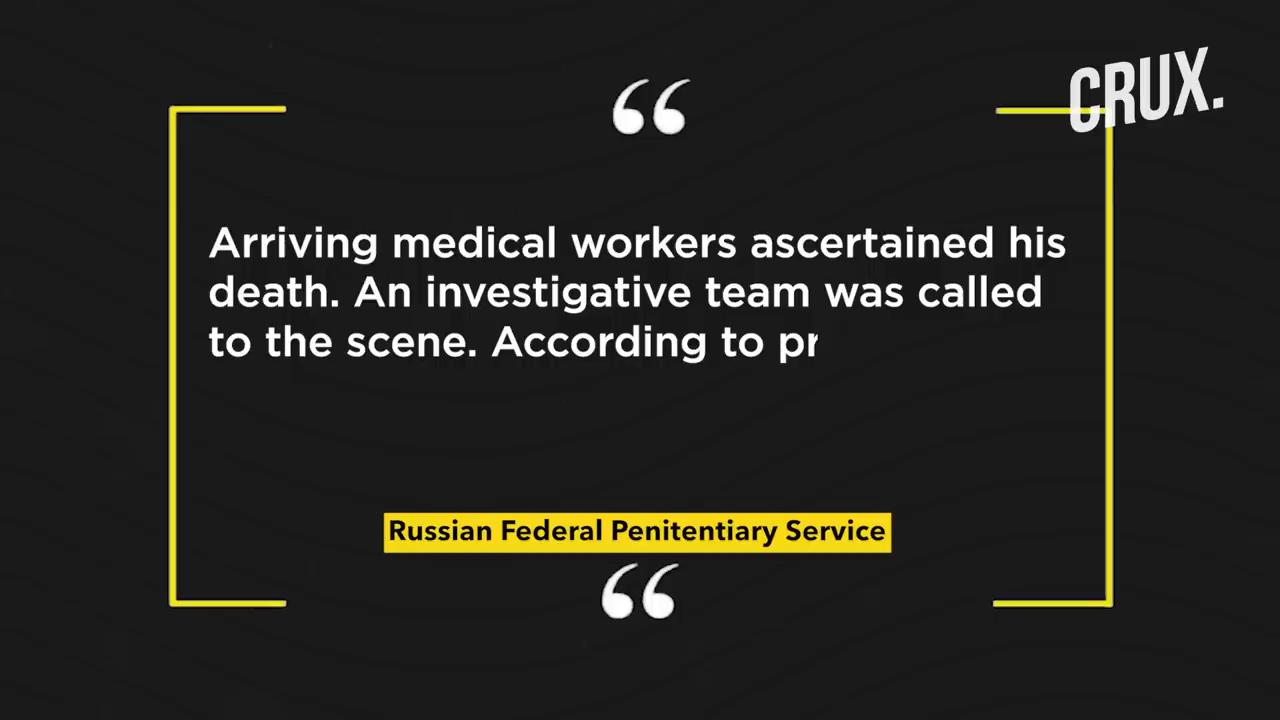 CRUX.
“
Arriving medical workers ascertained his
death. An investigative team was called
to the scene. According to pr
Russian Federal Penitentiary Service
“